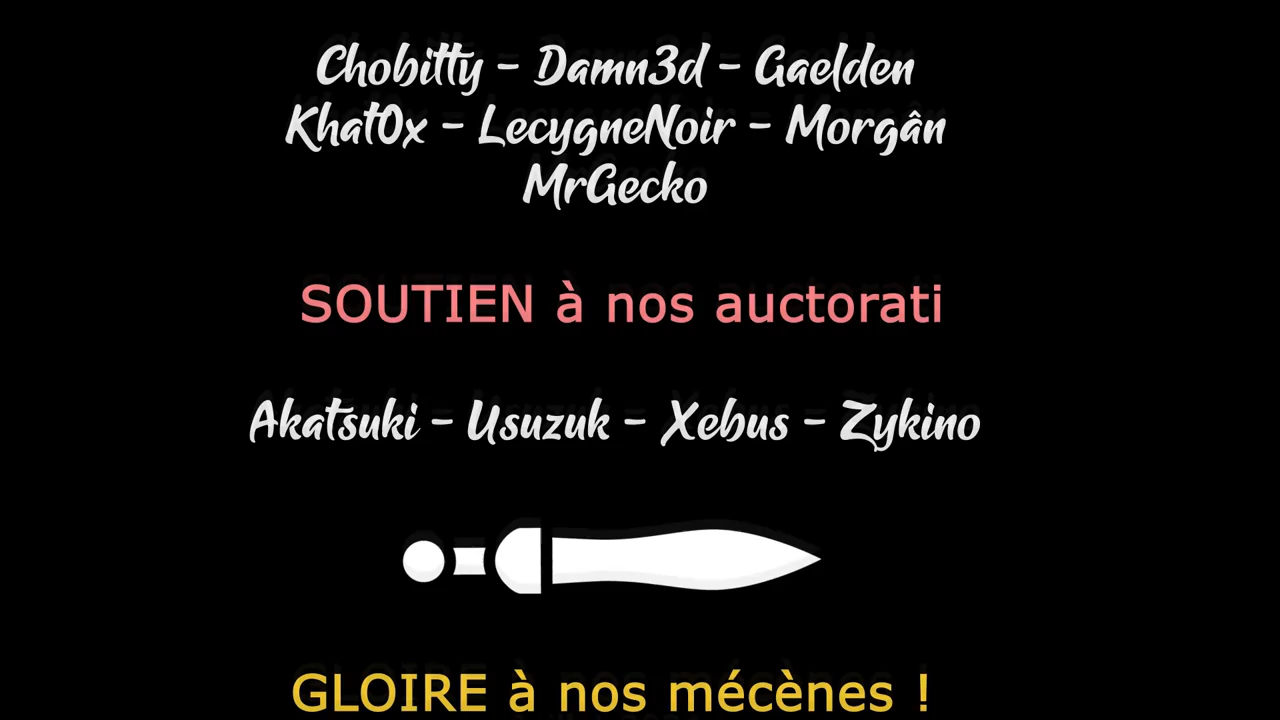 Chobitty - Damn3d - Gaelden
Khat0x - LecygneNoir - Morgân
MrGecko
SOUTIEN à nos auctorati
Akatsuki - Usuzuk - Xebus - Zykino
GLOIRE à nos mécènes !